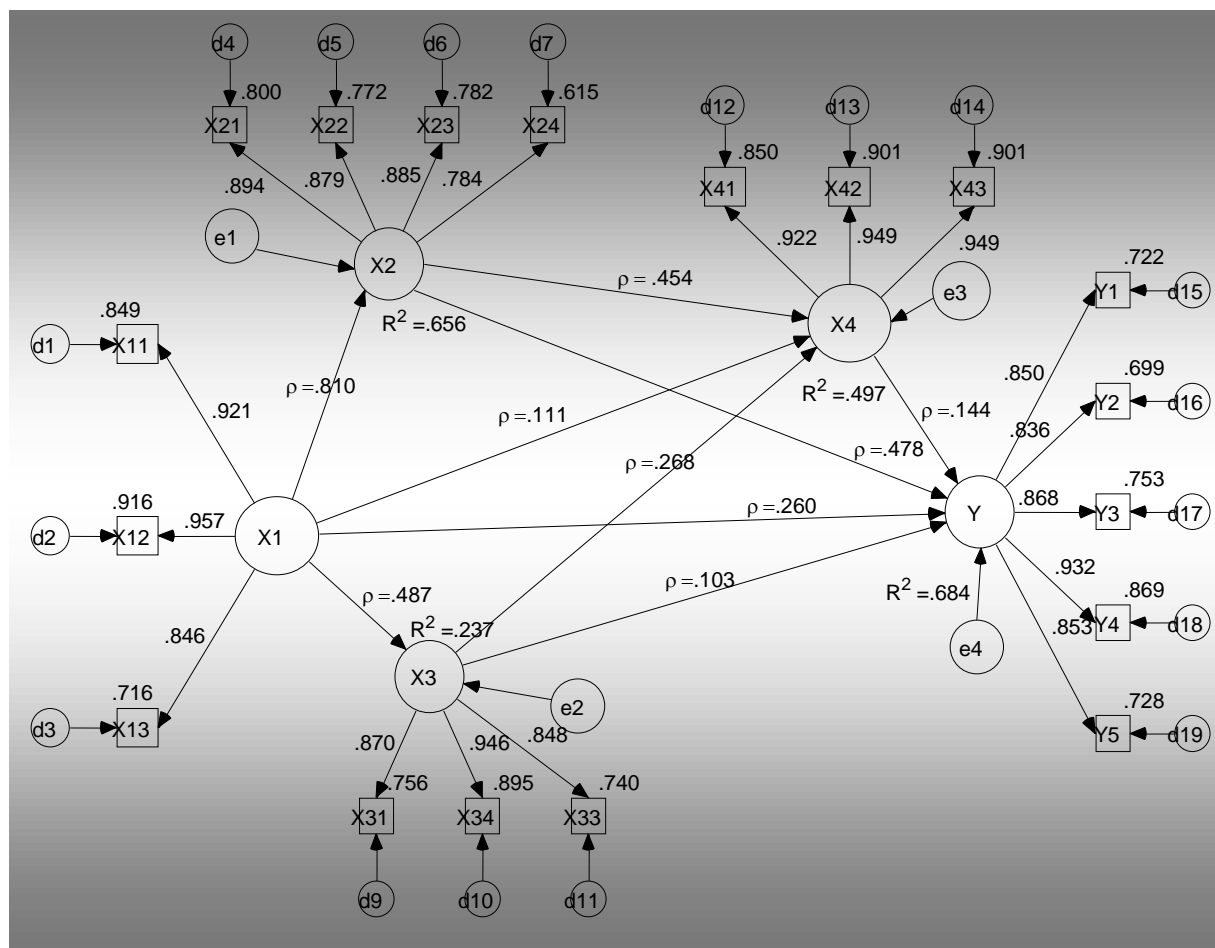 d4 d5 d6 d7
.800 .772 .782 .615
X21 X22 X23 X24
d12 d13 d14
.850 .901 .901
X41 X42 X43
.894 .879 .885 .784
e1
X2
.922 .949 .949
ρ =.454
e3
X4
R² =.656
.722
Y1 d15
.849
d1 X11
.921
ρ =.810
ρ =.111
R² =.497
ρ =.144
.850
.699
Y2 d16
.836
ρ =.268
ρ =.478
.916
d2 X12
.957
X1
ρ =.260
Y
.868
.753
Y3 d17
ρ =.487
ρ =.103
R² =.684
.932
.869
Y4 d18
.853
e4
R² =.237
.846
X3
e2
.716
d3 X13
.728
Y5 d19
.870 .946 .848
.756 .895 .740
X31 X34 X33
d9 d10 d11